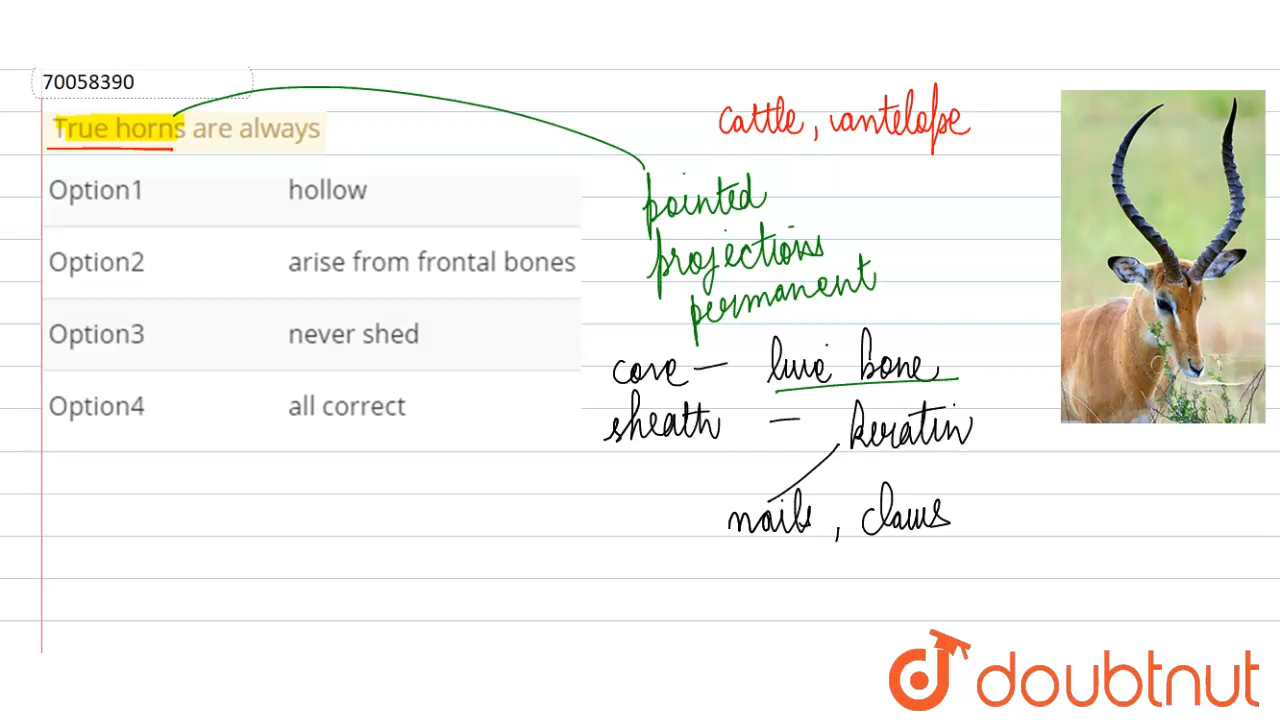 70058390
True horns are always
Option1 hollow
Option2 arise from frontal bones
Option3 never shed
Option4 all correct
cattle, antelope
pointed
projections
permanent
core — live bone
sheath — keratin
nails, claws
doubtnut